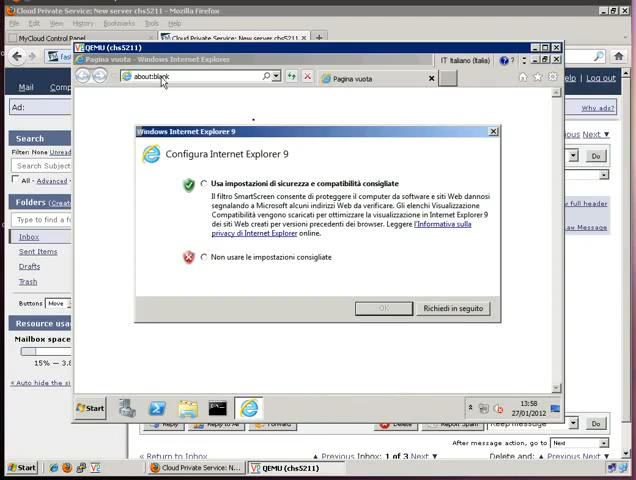 Cloud Private Service: New server chs5211 - Mozilla Firefox
File Edit View History Bookmarks Tools Help
MyCloud Control Panel
Cloud Private Service: New server chs5211
QEMU (chs5211)
Pagina vuota - Windows Internet Explorer
IT Italiano (Italia)
about:blank
Pagina vuota
Log out
Mail
Ad:
Why ads?
Next
Do
Search
Filter: None Unread
Search Subject
All - Advanced
Folders
Type to find a
Inbox
Sent Items
Drafts
Trash
Buttons Move
Resource usa
Mailbox space
15% — 3.8
« Auto hide the si
full header
Message
Windows Internet Explorer 9
Configura Internet Explorer 9
Usa impostazioni di sicurezza e compatibilità consigliate
Il filtro SmartScreen consente di proteggere il computer da software e siti Web dannosi
segnalando a Microsoft alcuni indirizzi Web da verificare. Gli elenchi Visualizzazione
Compatibilità vengono scaricati per ottimizzare la visualizzazione in Internet Explorer 9
dei siti Web creati per versioni precedenti dei browser. Leggere l'Informativa sulla
privacy di Internet Explorer online.
Non usare le impostazioni consigliate
OK
Richiedi in seguito
Start
13:58
27/01/2012
Reply
Reply to All
Forward
Delete
Report Spam
Keep message
Do
After message action, go to Next
« Return to Inbox
Previous Inbox: 1 of 3 Next
Delete and: Previous Next
Start
Cloud Private Service: N...
QEMU (chs5211)